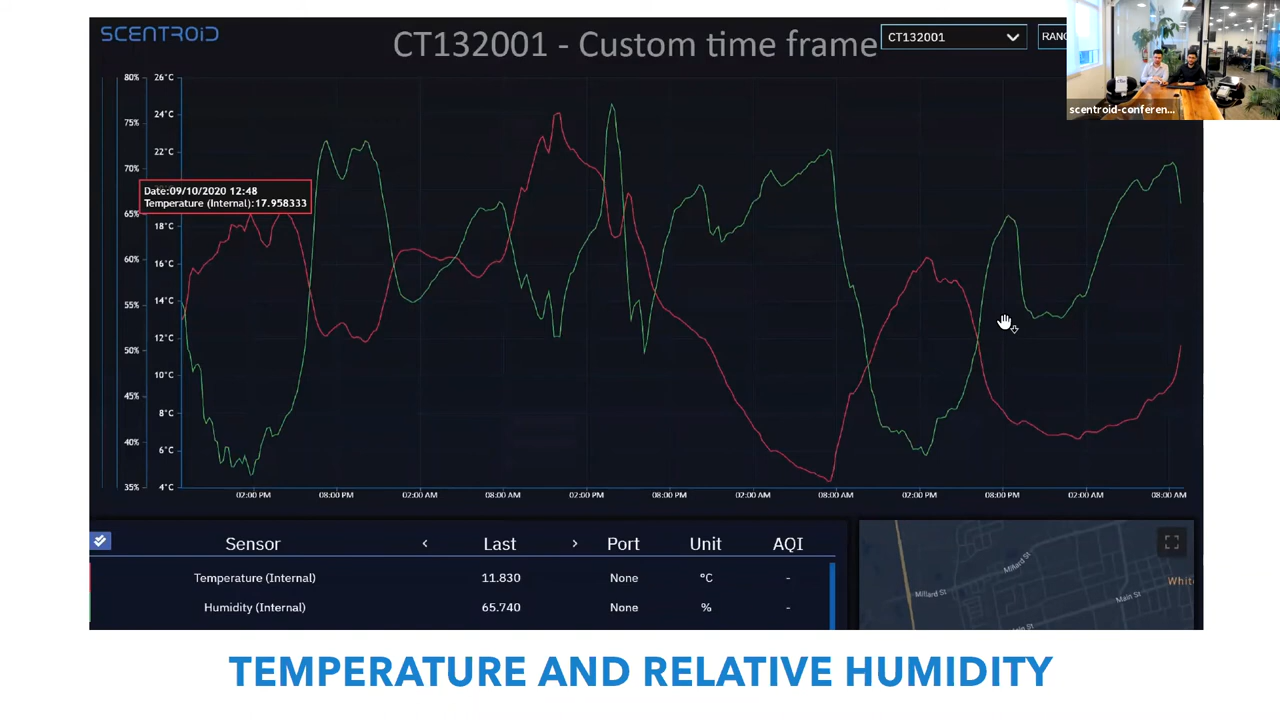 SCENTROID
CT132001 - Custom time frame
CT132001
RANG
scentroid-conferen...
80%
75%
70%
65%
60%
55%
50%
45%
40%
35%
26°C
24°C
22°C
18°C
16°C
14°C
12°C
10°C
8°C
6°C
4°C
Date:09/10/2020 12:48
Temperature (Internal):17.958333
02:00 PM 08:00 PM 02:00 AM 08:00 AM 02:00 PM 08:00 PM 02:00 AM 08:00 AM 02:00 PM 08:00 PM 02:00 AM 08:00 AM
Sensor < Last > Port Unit AQI
Temperature (Internal) 11.830 None °C -
Humidity (Internal) 65.740 None % -
Millard St
Millard St
Main St
Main St
White
TEMPERATURE AND RELATIVE HUMIDITY